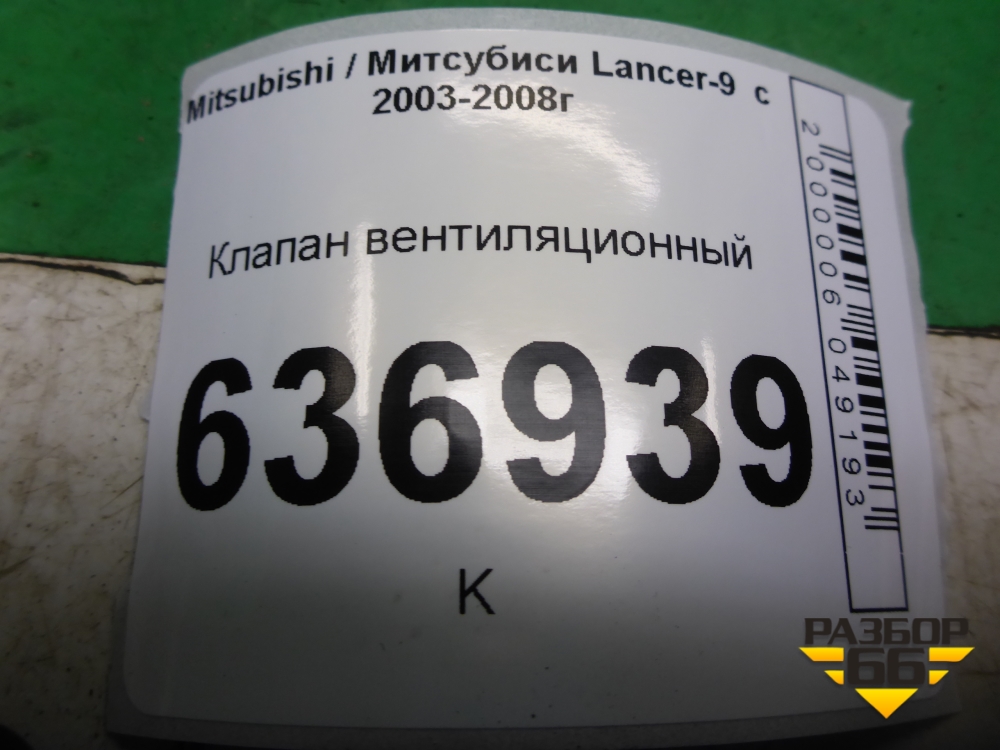 Mitsubishi / Митсубиси Lancer-9 с
2003-2008г
Клапан вентиляционный
636939
К
2000006049193
РАЗБОР
66